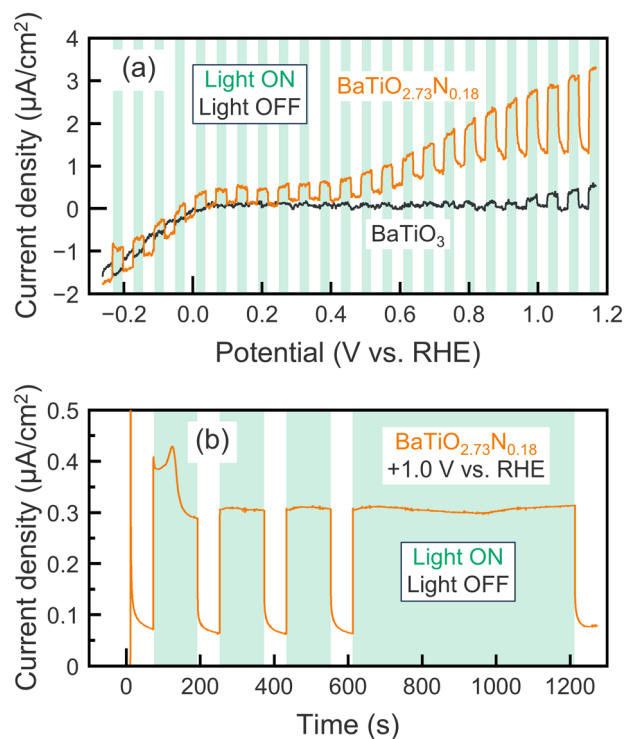 (a)
Light ON
Light OFF
BaTiO₂.₇₃N₀.₁₈
BaTiO₃
Current density (μA/cm²)
4
3
2
1
0
−1
−2
−0.2 0.0 0.2 0.4 0.6 0.8 1.0 1.2
Potential (V vs. RHE)
(b)
BaTiO₂.₇₃N₀.₁₈
+1.0 V vs. RHE
Light ON
Light OFF
Current density (μA/cm²)
0.5
0.4
0.3
0.2
0.1
0
0 200 400 600 800 1000 1200
Time (s)